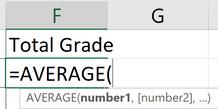 F G
Total Grade
=AVERAGE(
AVERAGE(number1, [number2], ...)